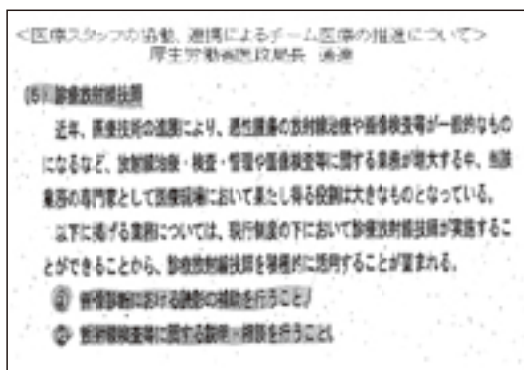 <医療スタッフの協働、連携によるチーム医療の推進について>
厚生労働省医政局長 通達
(5) 診療放射線技師
近年、医療技術の進展により、悪性腫瘍の放射線治療や画像検査等が一般的なもの
になるなど、放射線治療・検査・管理や画像検査等に関する業務が増大する中、当該
業務の専門家として医療現場において果たし得る役割は大きなものとなっている。
以下に掲げる業務については、現行制度の下において診療放射線技師が実施するこ
とができることから、診療放射線技師を積極的に活用することが望まれる。
① 画像診断における読影の補助を行うこと
② 放射線検査等に関する説明・相談を行うこと